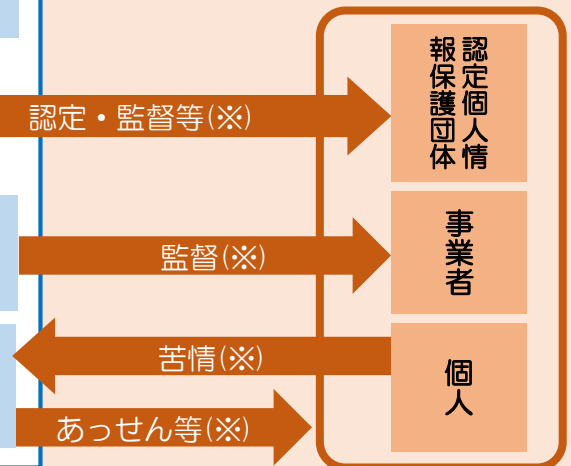 認定・監督等(※)
認定個人情
報保護団体
監督(※)
事業者
苦情(※)
個人
あっせん等(※)